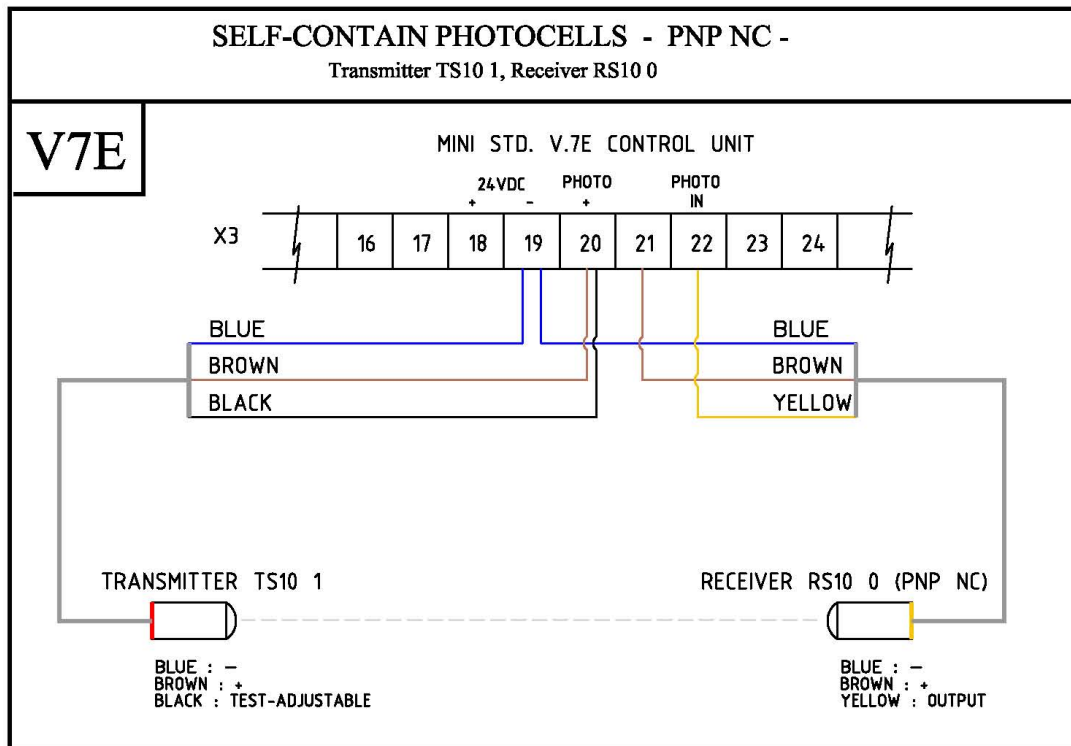 SELF-CONTAIN PHOTOCELLS - PNP NC -
Transmitter TS10 1, Receiver RS10 0
V7E
MINI STD. V.7E CONTROL UNIT
24VDC PHOTO PHOTO
+ - + IN
X3 16 17 18 19 20 21 22 23 24
BLUE BLUE
BROWN BROWN
BLACK YELLOW
TRANSMITTER TS10 1 RECEIVER RS10 0 (PNP NC)
BLUE : - BLUE : -
BROWN : + BROWN : +
BLACK : TEST-ADJUSTABLE YELLOW : OUTPUT